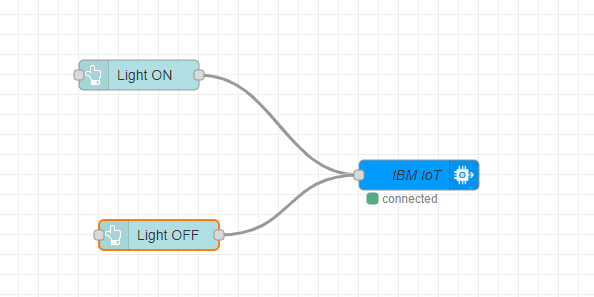 Light ON
IBM IoT
connected
Light OFF